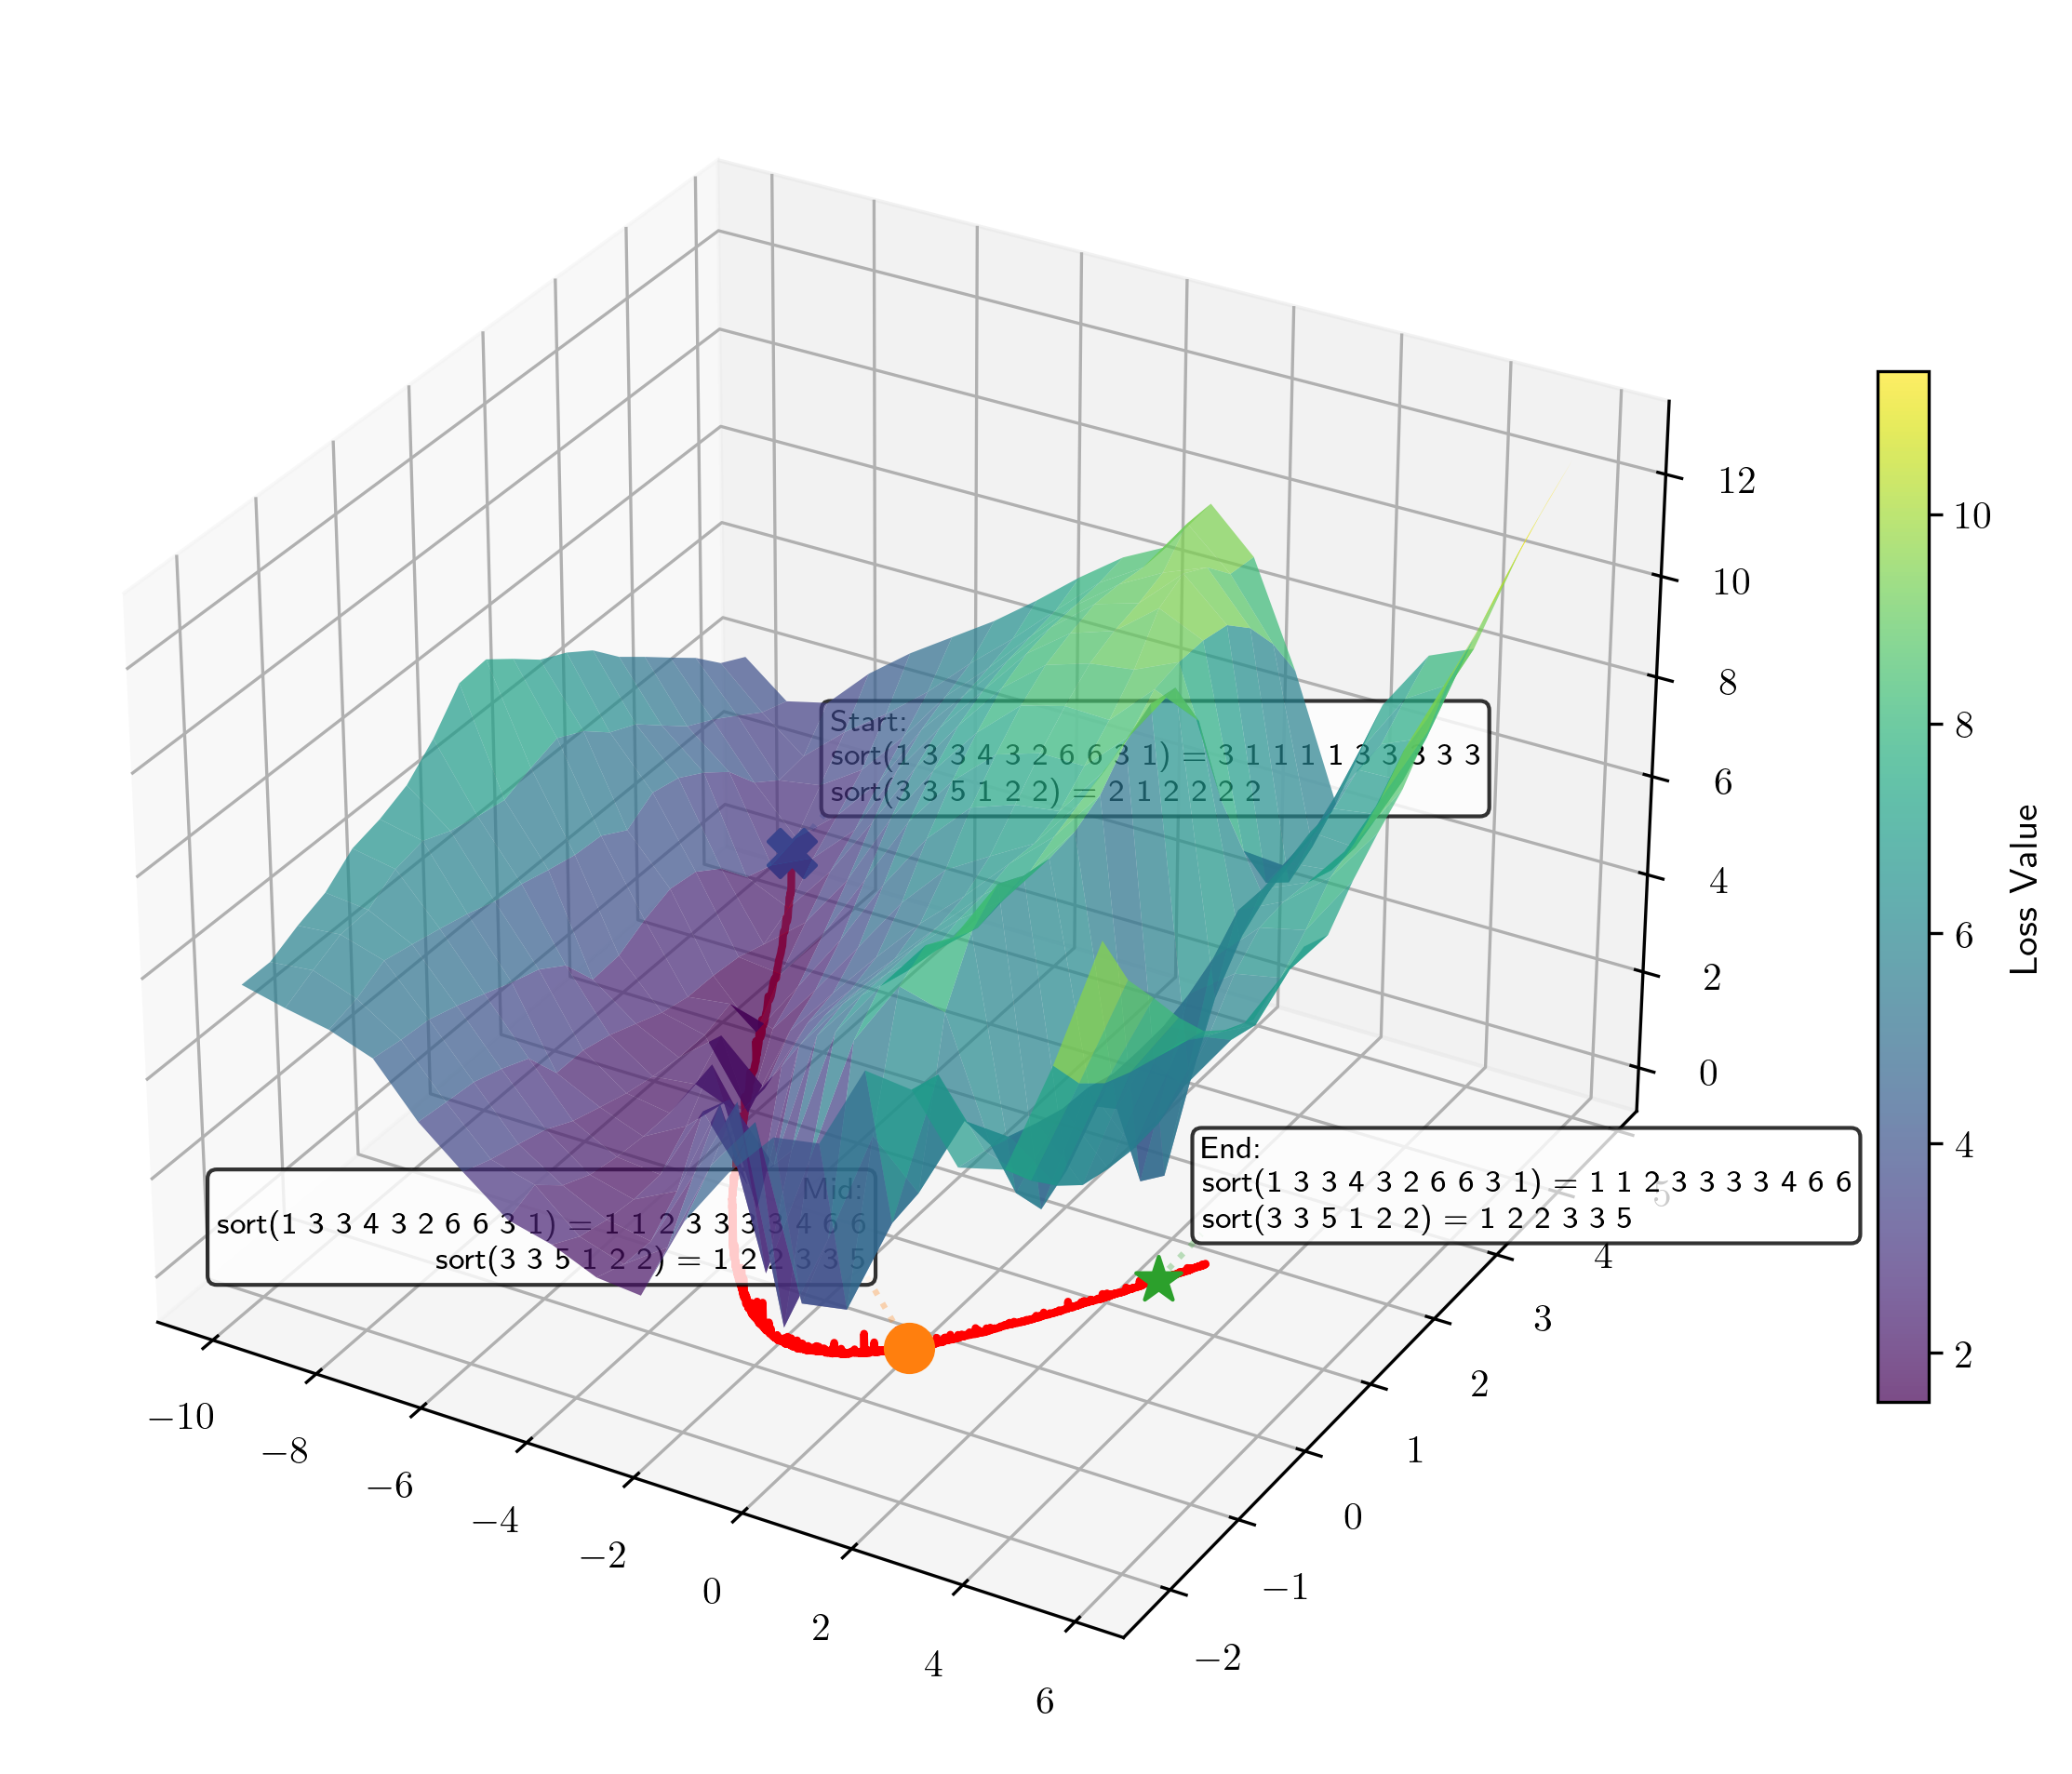 Start:
sort(1 3 3 4 3 2 6 6 3 1) = 3 1 1 1 1 3 3 3 3 3
sort(3 3 5 1 2 2) = 2 1 2 2 2 2
Mid:
sort(1 3 3 4 3 2 6 6 3 1) = 1 1 2 3 3 3 3 4 6 6
sort(3 3 5 1 2 2) = 1 2 2 3 3 5
End:
sort(1 3 3 4 3 2 6 6 3 1) = 1 1 2 3 3 3 3 4 6 6
sort(3 3 5 1 2 2) = 1 2 2 3 3 5
−10
−8
−6
−4
−2
0
2
4
6
−2
−1
0
1
2
3
4
5
0
2
4
6
8
10
12
2
4
6
8
10
Loss Value